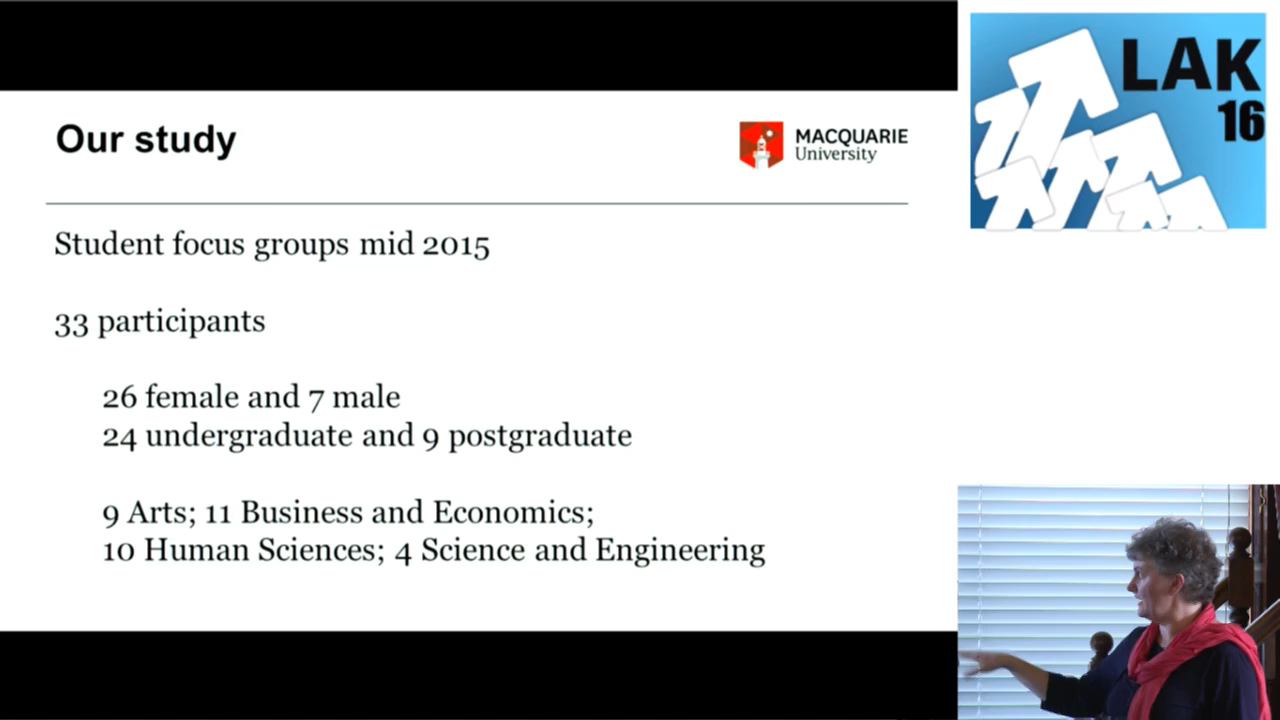 Our study
MACQUARIE
University
LAK
16
Student focus groups mid 2015
33 participants
26 female and 7 male
24 undergraduate and 9 postgraduate
9 Arts; 11 Business and Economics;
10 Human Sciences; 4 Science and Engineering